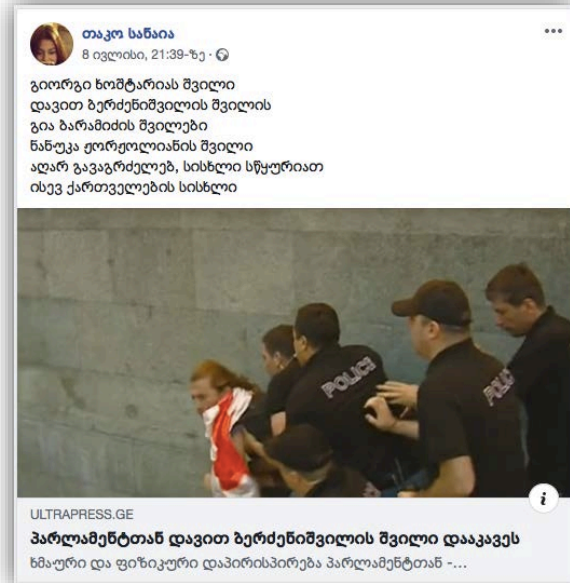 თაკო სანაია
8 ივლისი, 21:39-ზე
გიორგი ხოშტარიას შვილი
დავით ბერძენიშვილის შვილის
გია ბარამიძის შვილები
ნანუკა ჟორჟოლიანის შვილი
აღარ გავაგრძელებ, სისხლი სწყურიათ
ისევ ქართველების სისხლი
POLICE
POLIC
i
ULTRAPRESS.GE
პარლამენტთან დავით ბერძენიშვილის შვილი დააკავეს
ხმაური და ფიზიკური დაპირისპირება პარლამენტთან -...